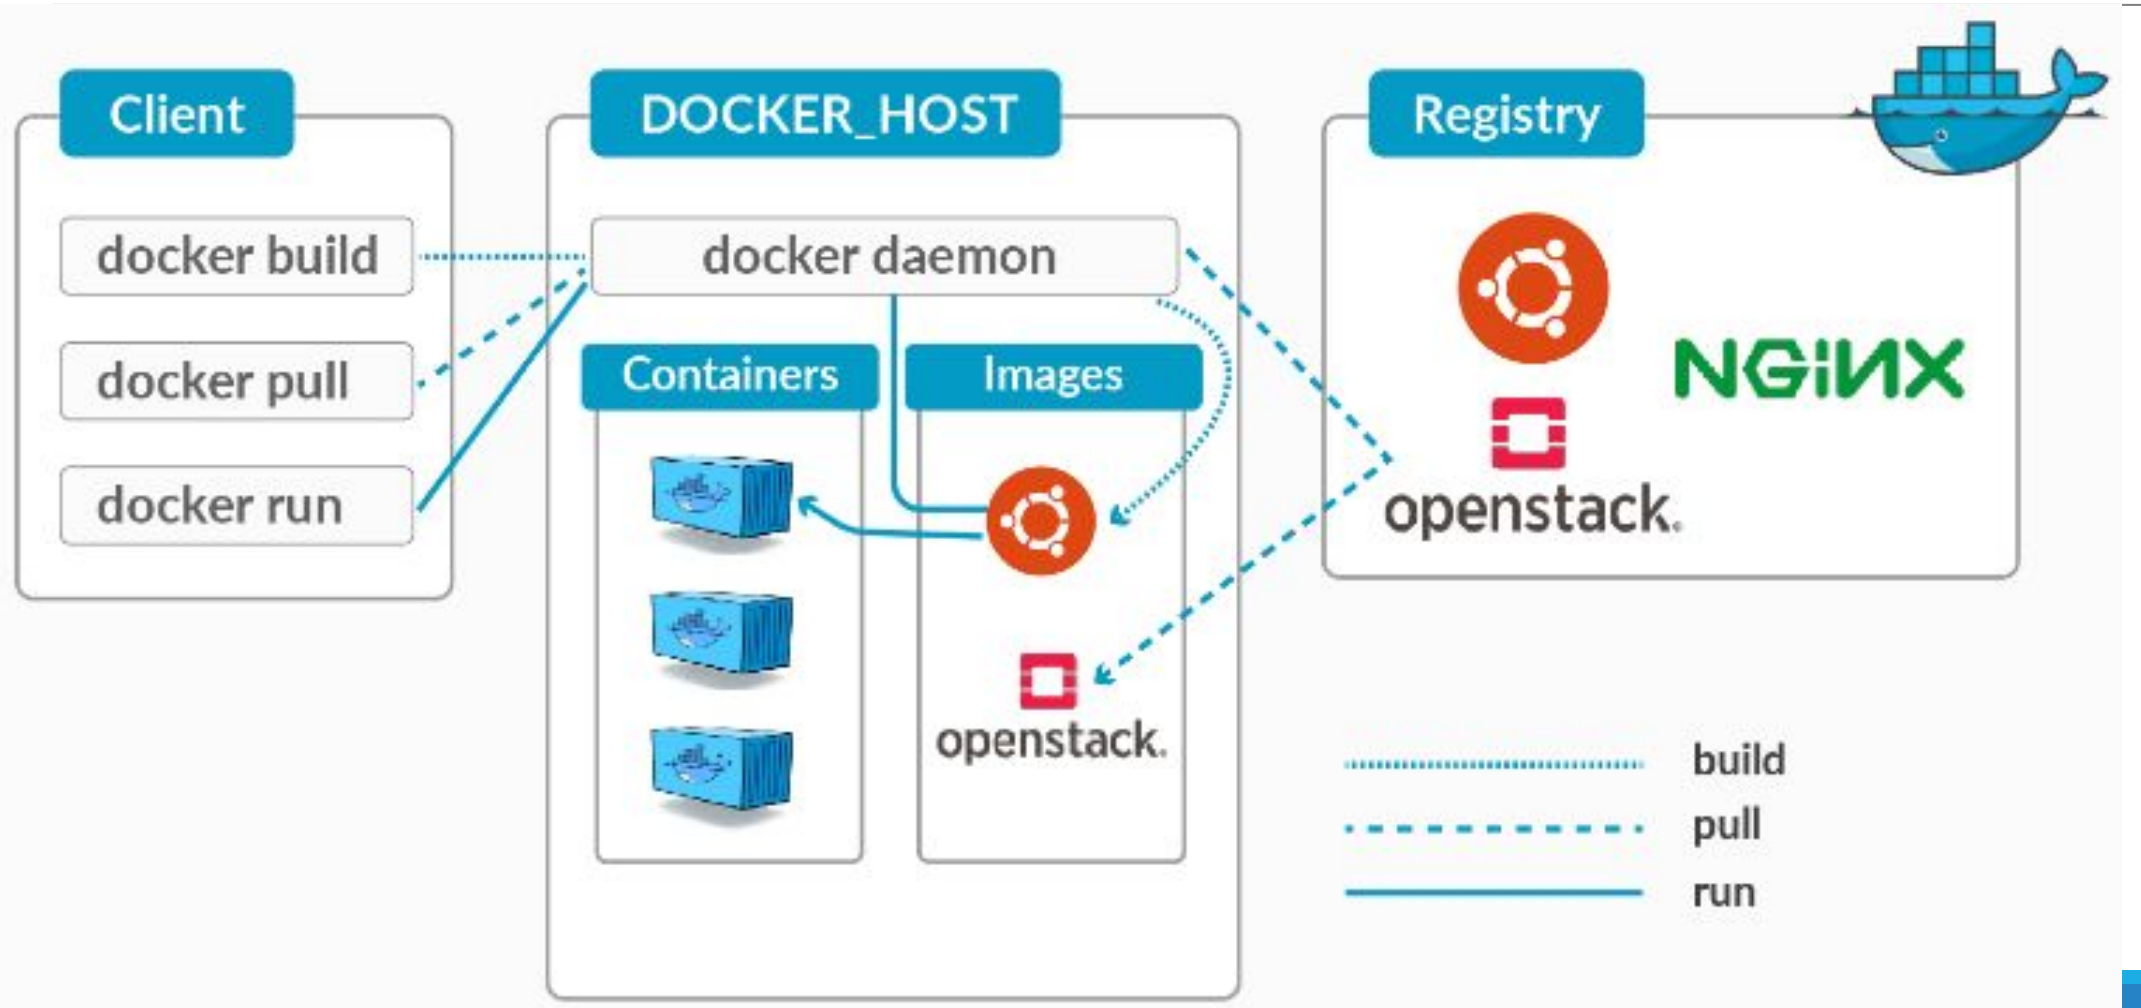 Client
docker build
docker pull
docker run
DOCKER_HOST
docker daemon
Containers
Images
openstack.
Registry
NGiNX
openstack.
build
pull
run